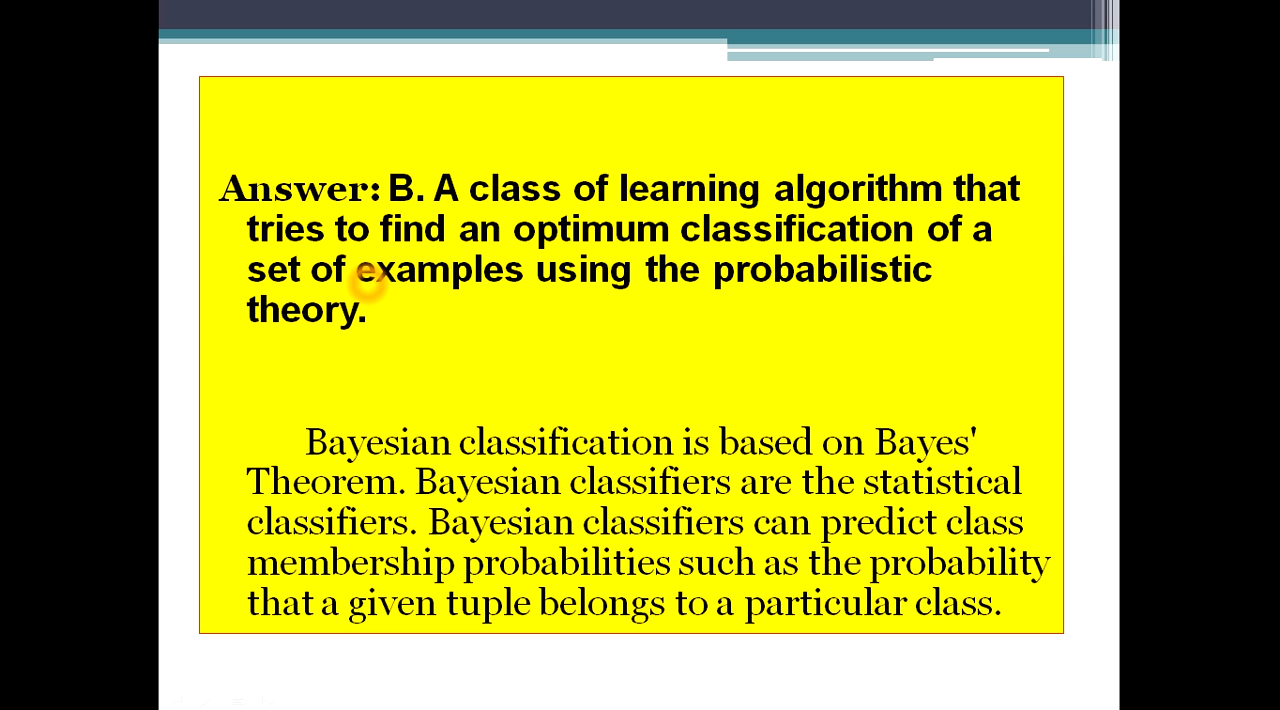 Answer: B. A class of learning algorithm that
tries to find an optimum classification of a
set of examples using the probabilistic
theory.
Bayesian classification is based on Bayes'
Theorem. Bayesian classifiers are the statistical
classifiers. Bayesian classifiers can predict class
membership probabilities such as the probability
that a given tuple belongs to a particular class.